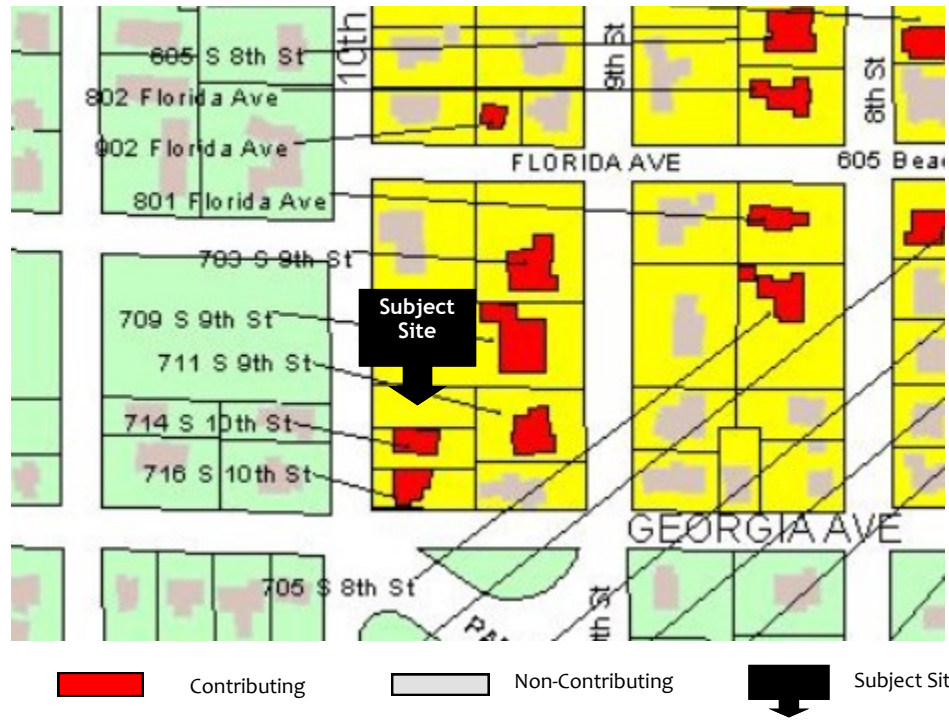 10th
605 S 8th St
9th St
8th St
802 Florida Ave
902 Florida Ave
FLORIDA AVE
605 Beac
801 Florida Ave
703 S 9th St
Subject
Site
709 S 9th St
711 S 9th St
714 S 10th St
716 S 10th St
GEORGIA AVE
705 S 8th St
th St
Contributing
Non-Contributing
Subject Sit